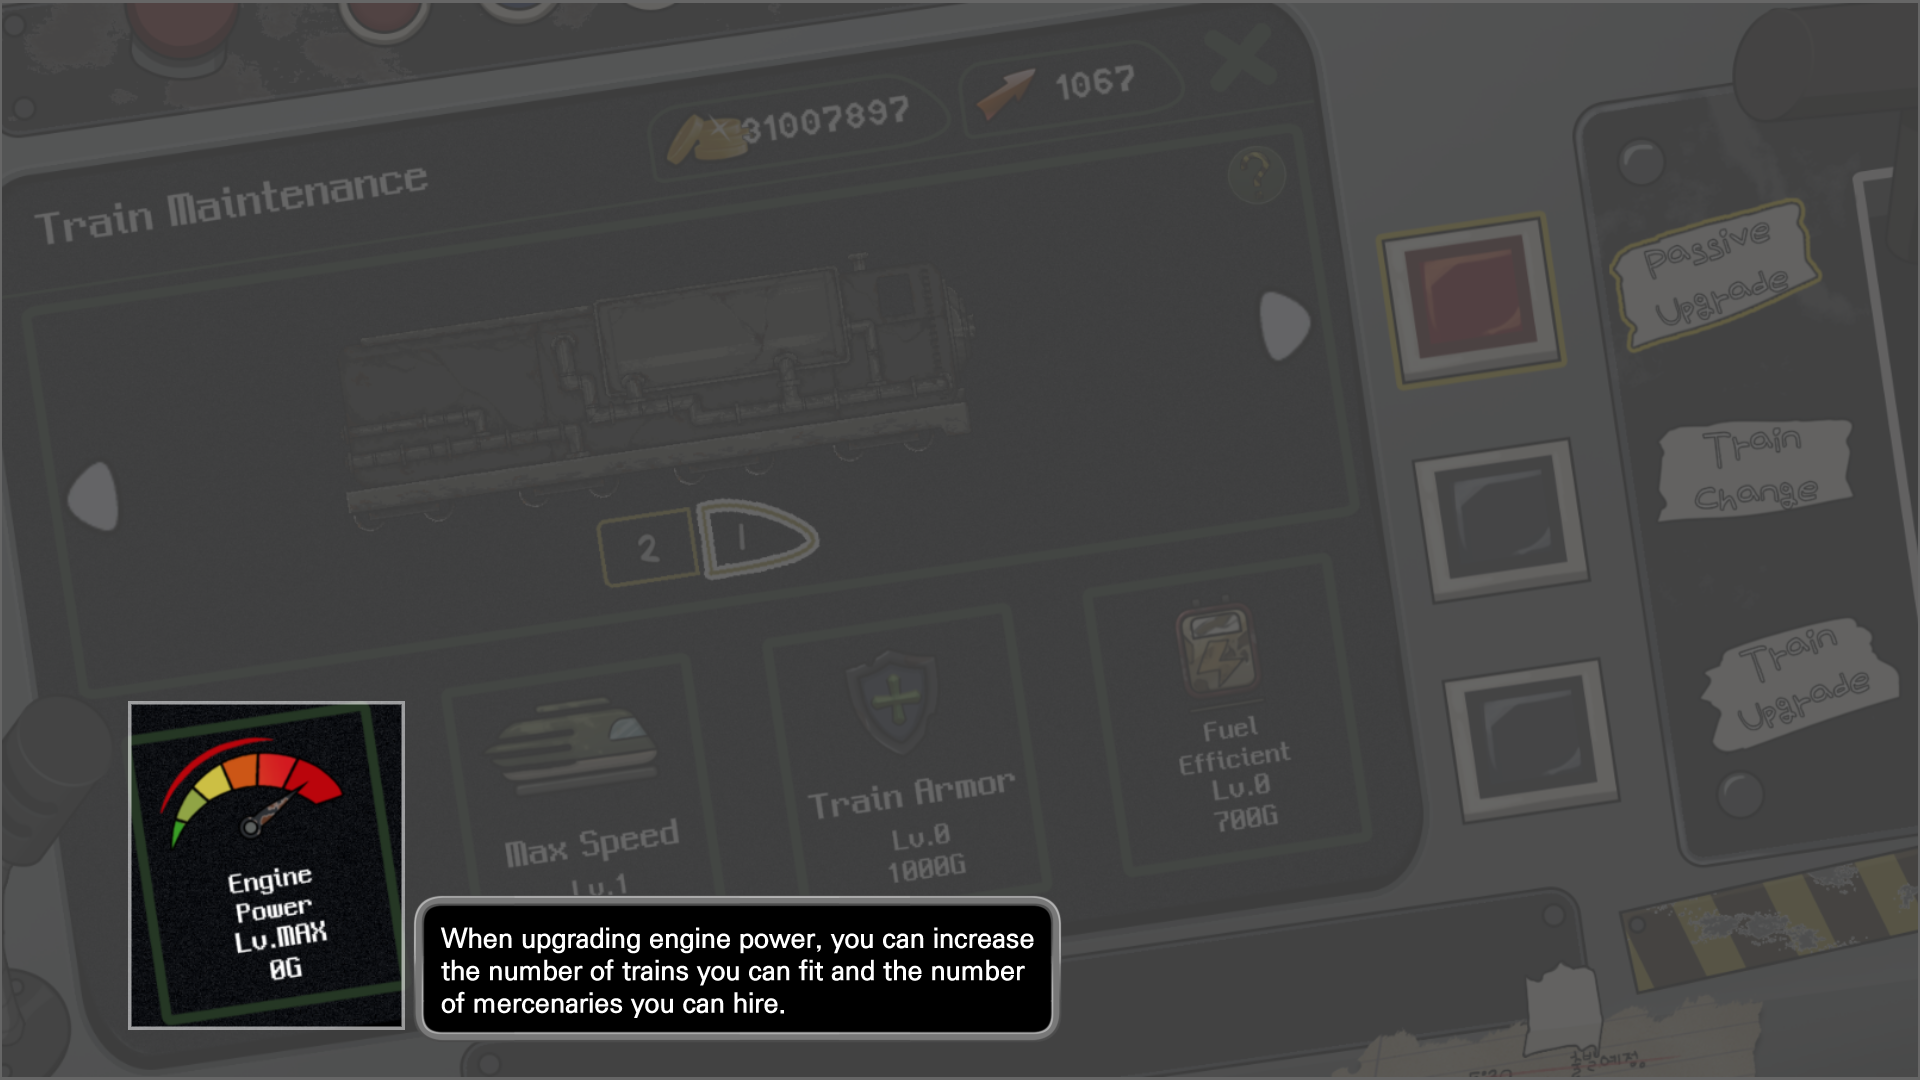 31007897
1067
Train Maintenance
?
Passive
Upgrade
2
1
Train
Change
Train
Upgrade
Engine
Power
Lv.MAX
0G
Max Speed
Lv.1
Train Armor
Lv.0
1000G
Fuel
Efficient
Lv.0
700G
When upgrading engine power, you can increase
the number of trains you can fit and the number
of mercenaries you can hire.